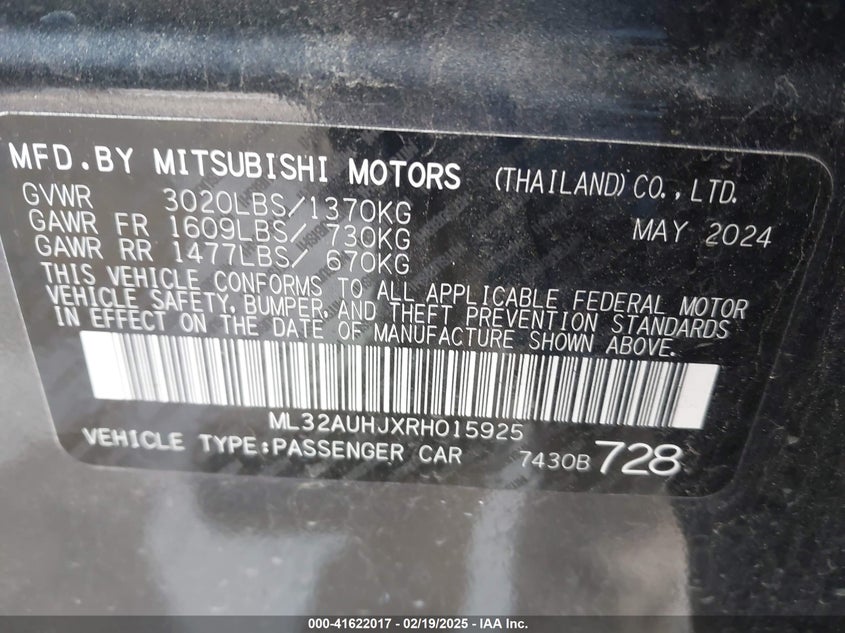 MFD.BY MITSUBISHI MOTORS (THAILAND) CO., LTD.
GVWR 3020LBS/1370KG MAY 2024
GAWR FR 1609LBS/ 730KG
GAWR RR 1477LBS/ 670KG
THIS VEHICLE CONFORMS TO ALL APPLICABLE FEDERAL MOTOR
VEHICLE SAFETY, BUMPER, AND THEFT PREVENTION STANDARDS
IN EFFECT ON THE DATE OF MANUFACTURE SHOWN ABOVE.
ML32AUHJXRH015925
VEHICLE TYPE:PASSENGER CAR 7430B 728
000-41622017 - 02/19/2025 - IAA Inc.